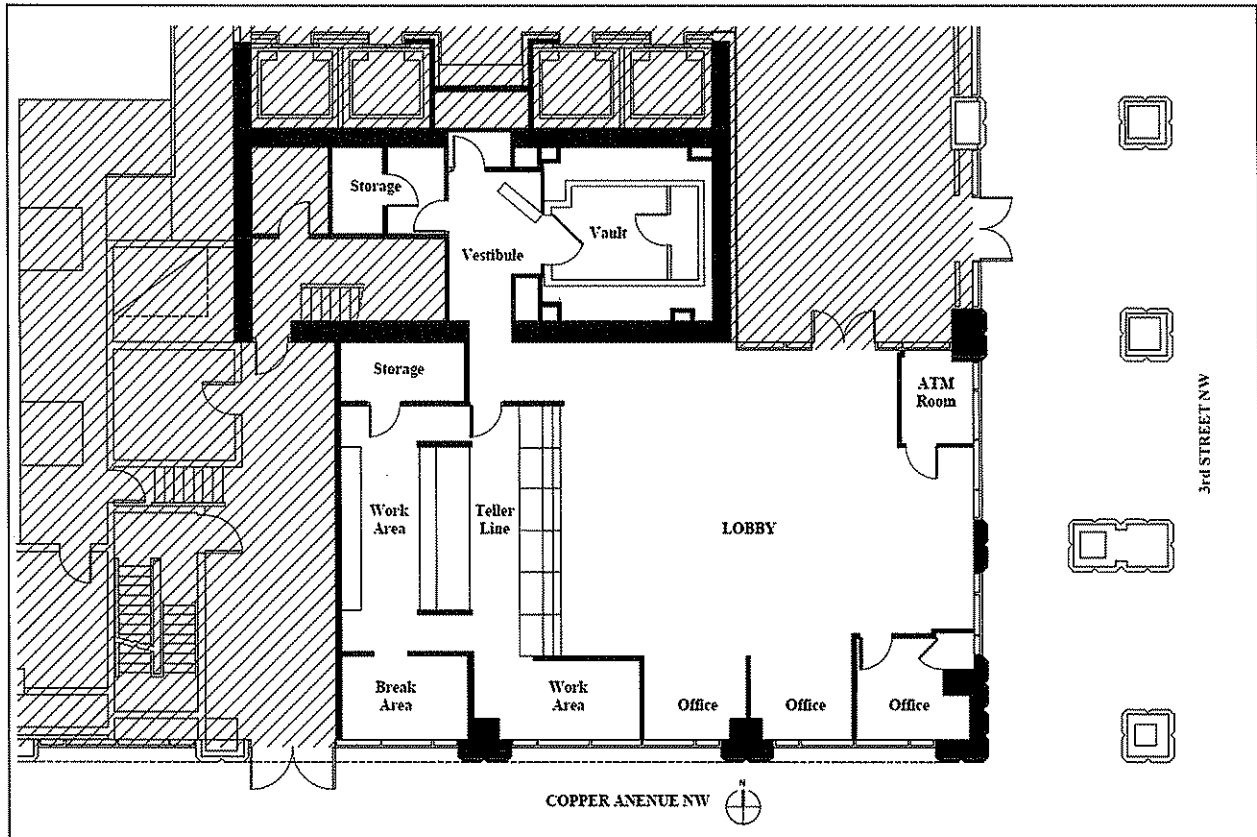 Storage
Vestibule
Vault
Storage
ATM
Room
3rd STREET NW
Work
Area
Teller
Line
LOBBY
Break
Area
Work
Area
Office
Office
Office
N
COPPER ANENUE NW